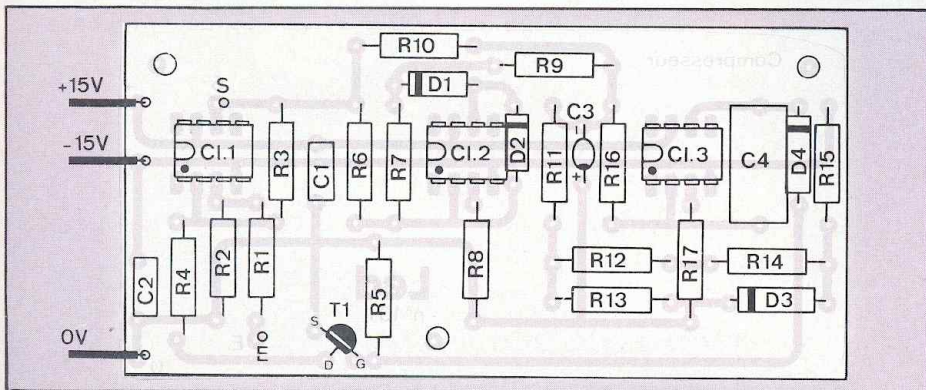 R10
Compresseur
R9
+15V
S
D1
C3
-
-15V
CI.1
R3
C1
R6
R7
CI.2
D2
R11
R16
CI.3
C4
D4
R15
+
C2
R4
R2
R1
R5
R8
R12
R17
R14
Led
R13
D3
T1
S
D
G
E
E
0V